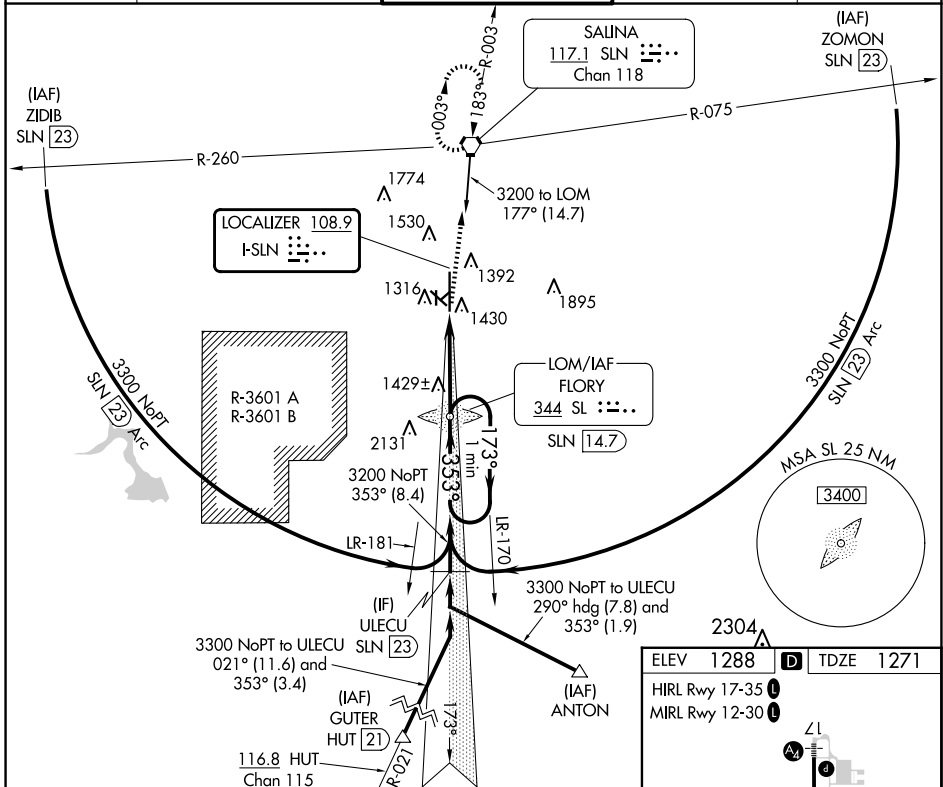 SALINA
117.1 SLN
Chan 118
(IAF)
ZOMON
SLN 23
(IAF)
ZIDIB
SLN 23
R-003
183°
003°
R-075
R-260
3200 to LOM
177° (14.7)
1774
1530
LOCALIZER 108.9
I-SLN
1392
1316
1430
1895
3300 NoPT
SLN 23 Arc
3300 NoPT
SLN 23 Arc
R-3601 A
R-3601 B
1429±
LOM/IAF
FLORY
344 SL
SLN 14.7
2131
173°
1 min
353°
3200 NoPT
353° (8.4)
MSA SL 25 NM
3400
LR-181
LR-170
(IF)
ULECU
SLN 23
3300 NoPT to ULECU
290° hdg (7.8) and
353° (1.9)
3300 NoPT to ULECU
021° (11.6) and
353° (3.4)
(IAF)
ANTON
(IAF)
GUTER
HUT 21
173°
116.8 HUT
Chan 115
R-021
2304
ELEV 1288 D TDZE 1271
HIRL Rwy 17-35 L
MIRL Rwy 12-30 L
17
A4
P